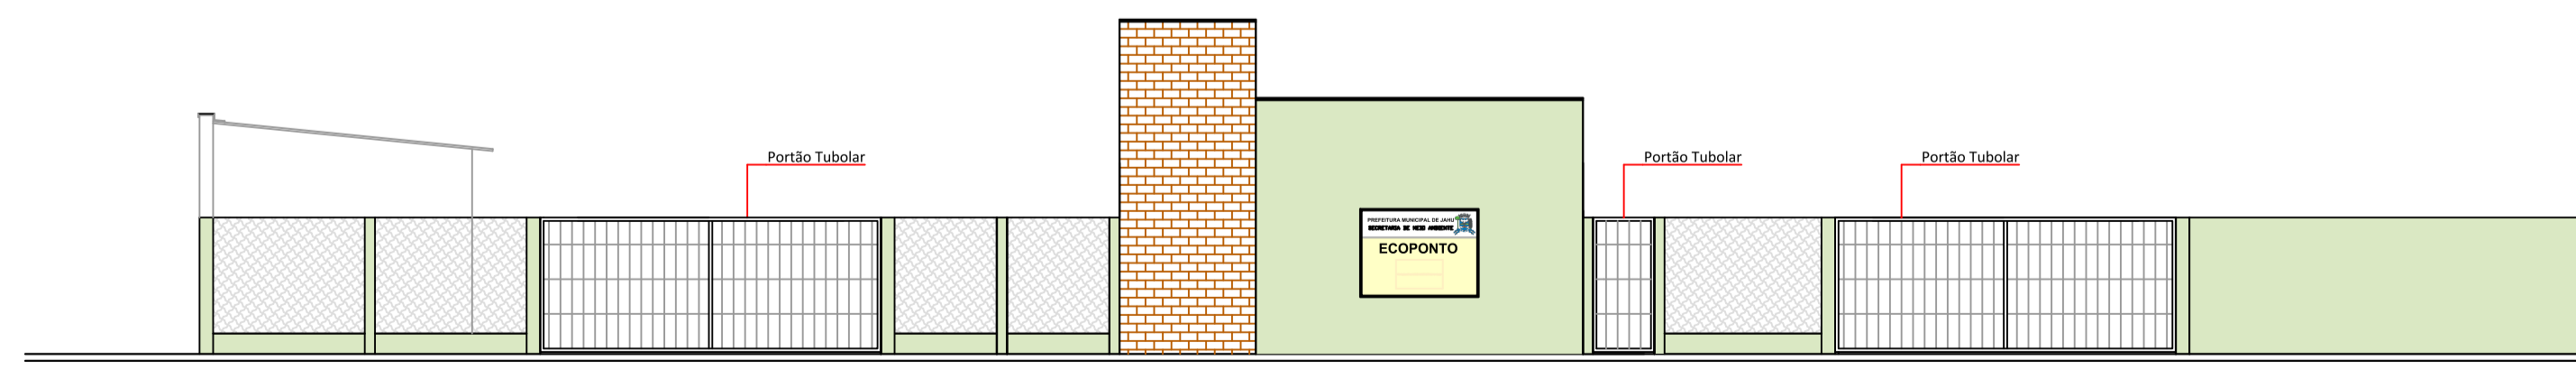 Portão Tubolar
Portão Tubolar
Portão Tubolar
PREFEITURA MUNICIPAL DE JAHU
SECRETARIA DE MEIO AMBIENTE
ECOPONTO